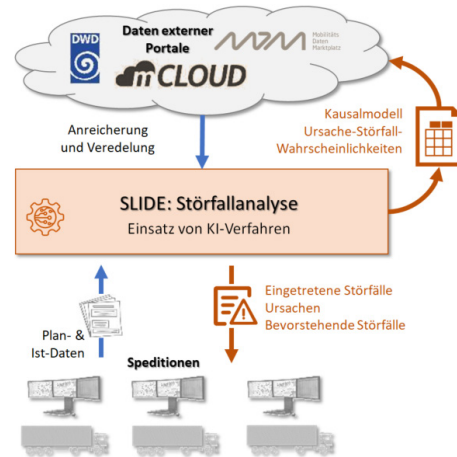 Daten externer
Portale
DWD
MDM
Mobilitäts
Daten
Marktplatz
mCLOUD
Anreicherung
und Veredelung
Kausalmodell
Ursache-Störfall-
Wahrscheinlichkeiten
SLIDE: Störfallanalyse
Einsatz von KI-Verfahren
Plan- &
Ist-Daten
Eingetretene Störfälle
Ursachen
Bevorstehende Störfälle
Speditionen